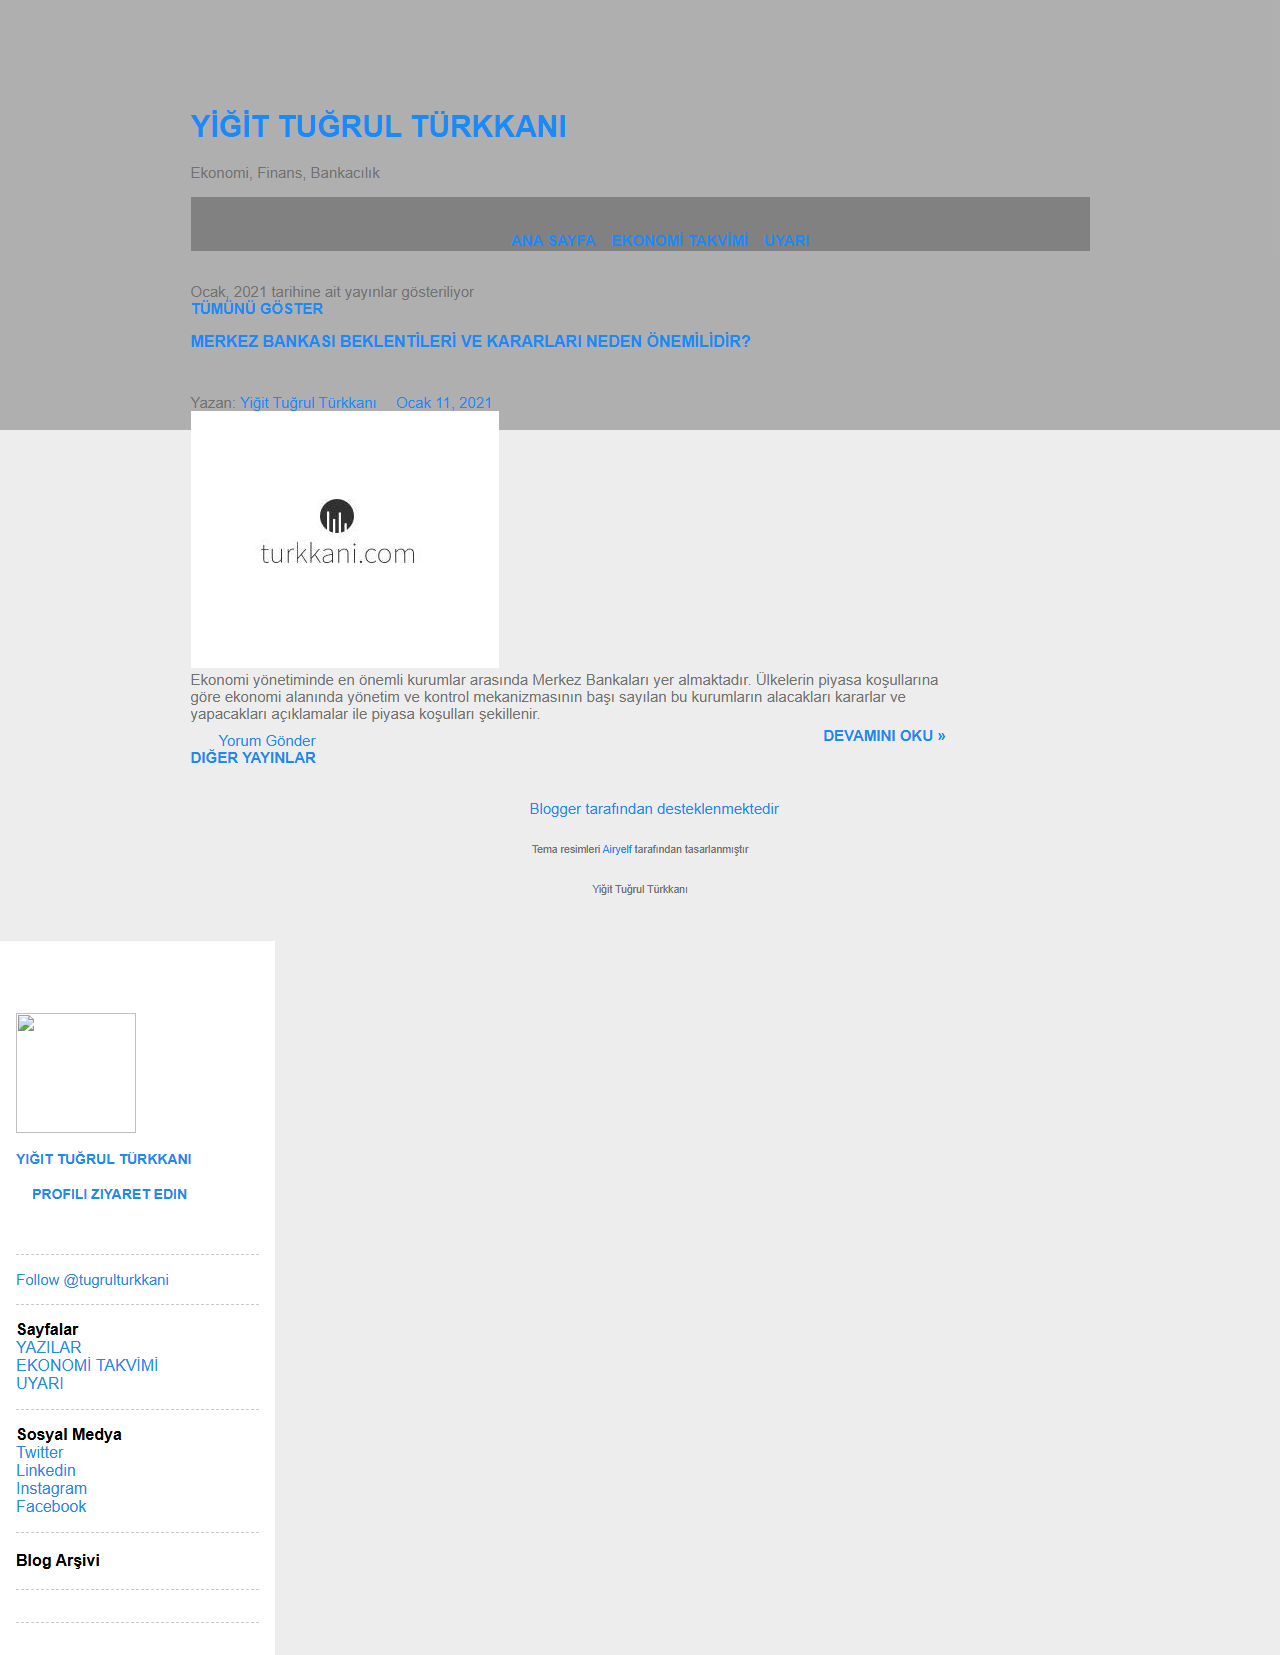 YİĞİT TUĞRUL TÜRKKANI
Ekonomi, Finans, Bankacılık
ANA SAYFA EKONOMİ TAKVİMİ UYARI
Ocak, 2021 tarihine ait yayınlar gösteriliyor
TÜMÜNÜ GÖSTER
MERKEZ BANKASI BEKLENTİLERİ VE KARARLARI NEDEN ÖNEMİLİDİR?
Yazan: Yiğit Tuğrul Türkkanı Ocak 11, 2021
turkkani.com
Ekonomi yönetiminde en önemli kurumlar arasında Merkez Bankaları yer almaktadır. Ülkelerin piyasa koşullarına
göre ekonomi alanında yönetim ve kontrol mekanizmasının başı sayılan bu kurumların alacakları kararlar ve
yapacakları açıklamalar ile piyasa koşulları şekillenir.
Yorum Gönder
DEVAMINI OKU »
DIĞER YAYINLAR
Blogger tarafından desteklenmektedir
Tema resimleri Airyelf tarafından tasarlanmıştır
Yiğit Tuğrul Türkkanı
YIĞIT TUĞRUL TÜRKKANI
PROFILI ZIYARET EDIN
Follow @tugrulturkkani
Sayfalar
YAZILAR
EKONOMİ TAKVİMİ
UYARI
Sosyal Medya
Twitter
Linkedin
Instagram
Facebook
Blog Arşivi